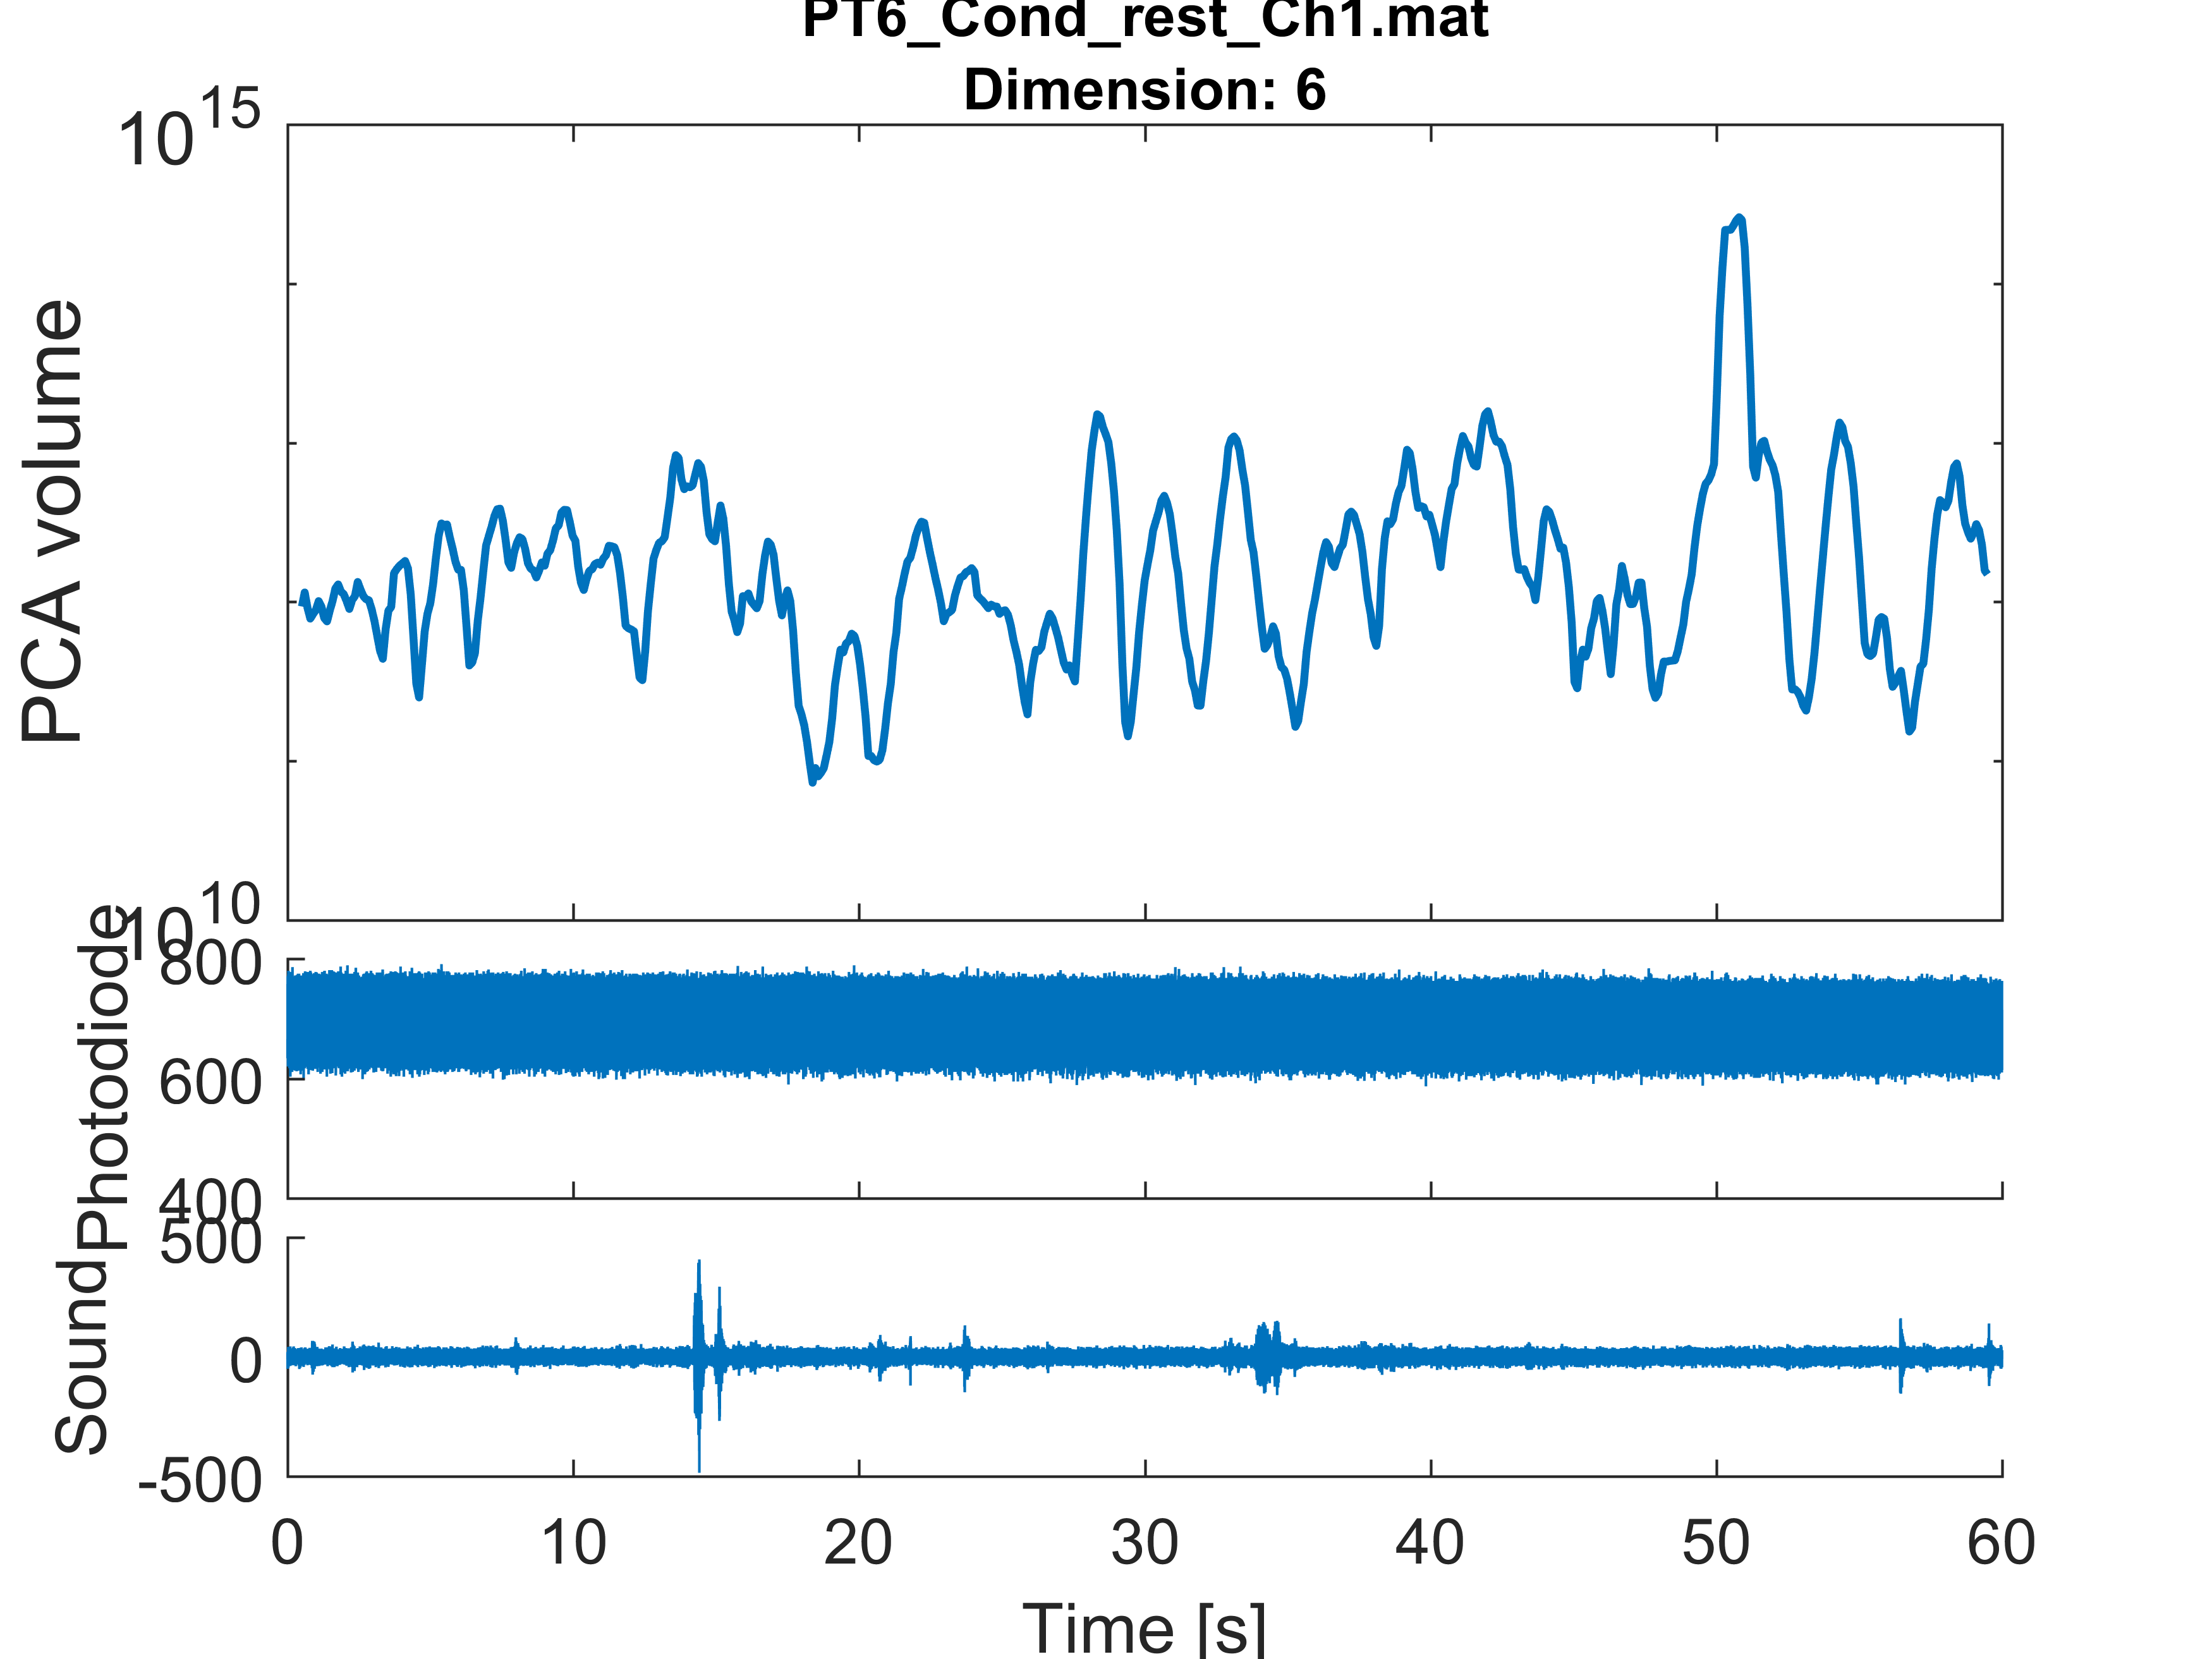 PT6_Cond_rest_Ch1.mat
Dimension: 6
10^15
PCA volume
10^10
800
Photodiode
600
400
500
Sound
0
-500
0 10 20 30 40 50 60
Time [s]